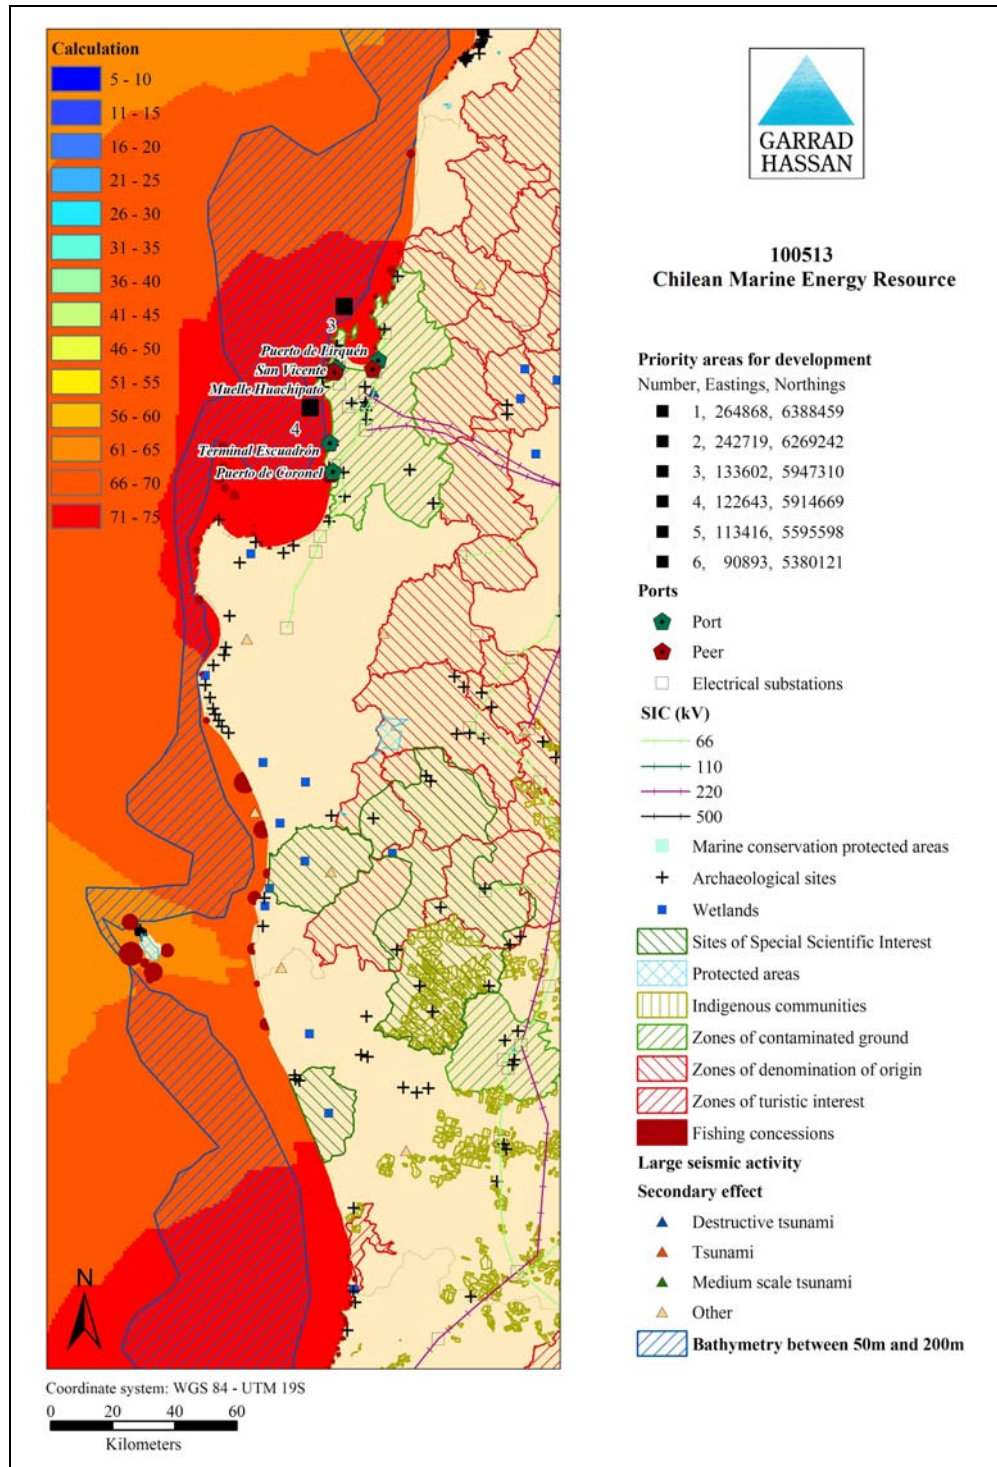 Calculation
5 - 10
11 - 15
16 - 20
21 - 25
26 - 30
31 - 35
36 - 40
41 - 45
46 - 50
51 - 55
56 - 60
61 - 65
66 - 70
71 - 75
3
Puerto de Lirquén
San Vicente
Muelle Huachipato
4
Terminal Escuadrón
Puerto de Coronel
N
Coordinate system: WGS 84 - UTM 19S
0 20 40 60
Kilometers
GARRAD
HASSAN
100513
Chilean Marine Energy Resource
Priority areas for development
Number, Eastings, Northings
1, 264868, 6388459
2, 242719, 6269242
3, 133602, 5947310
4, 122643, 5914669
5, 113416, 5595598
6, 90893, 5380121
Ports
Port
Peer
Electrical substations
SIC (kV)
66
110
220
500
Marine conservation protected areas
Archaeological sites
Wetlands
Sites of Special Scientific Interest
Protected areas
Indigenous communities
Zones of contaminated ground
Zones of denomination of origin
Zones of turistic interest
Fishing concessions
Large seismic activity
Secondary effect
Destructive tsunami
Tsunami
Medium scale tsunami
Other
Bathymetry between 50m and 200m